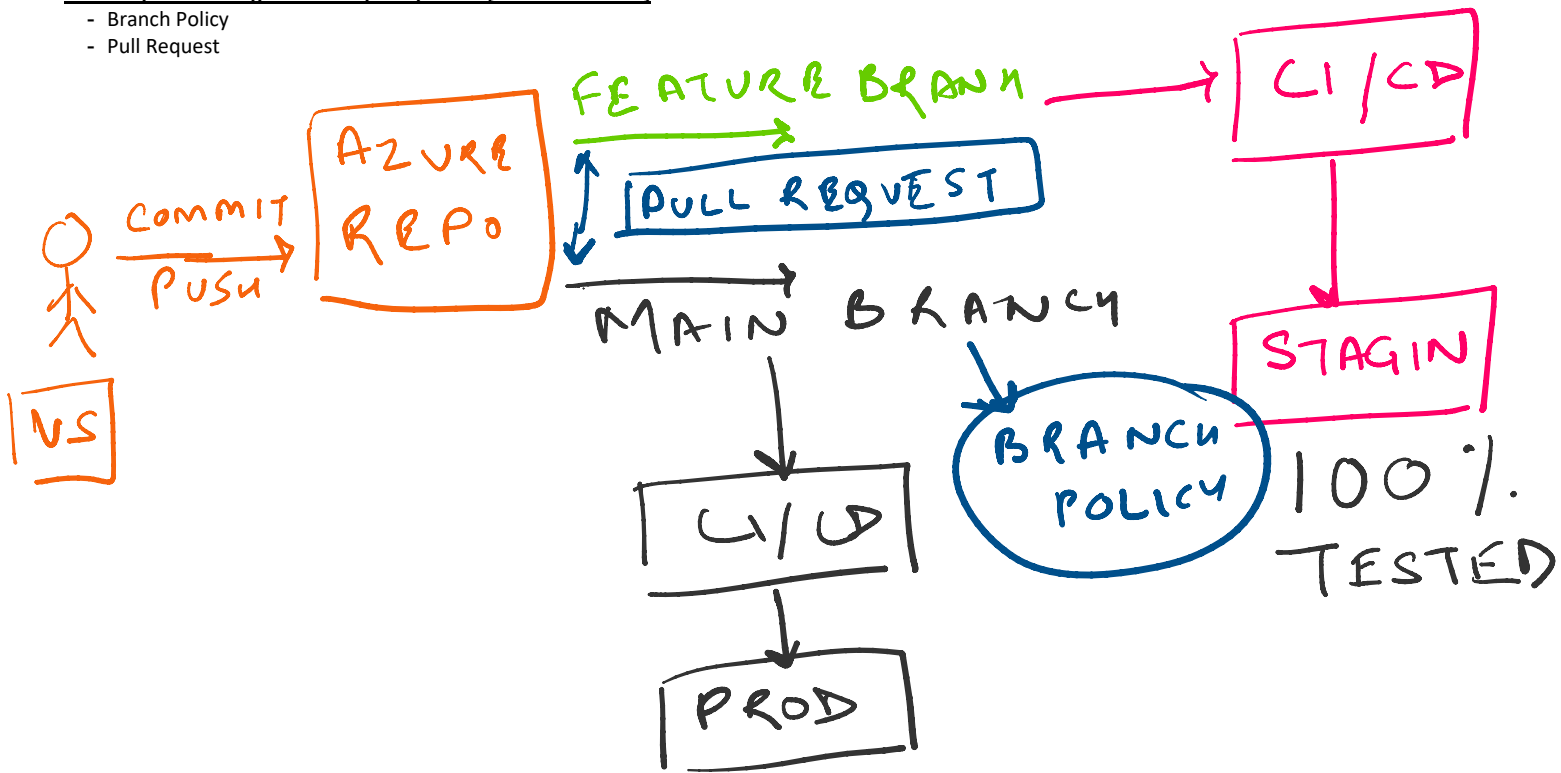 - Branch Policy
- Pull Request
FEATURE BRANH
CI/CD
AZURE
REPO
PULL REQUEST
COMMIT
PUSH
MAIN BRANCH
STAGIN
VS
BRANCH
POLICY
100%
TESTED
CI/CD
PROD